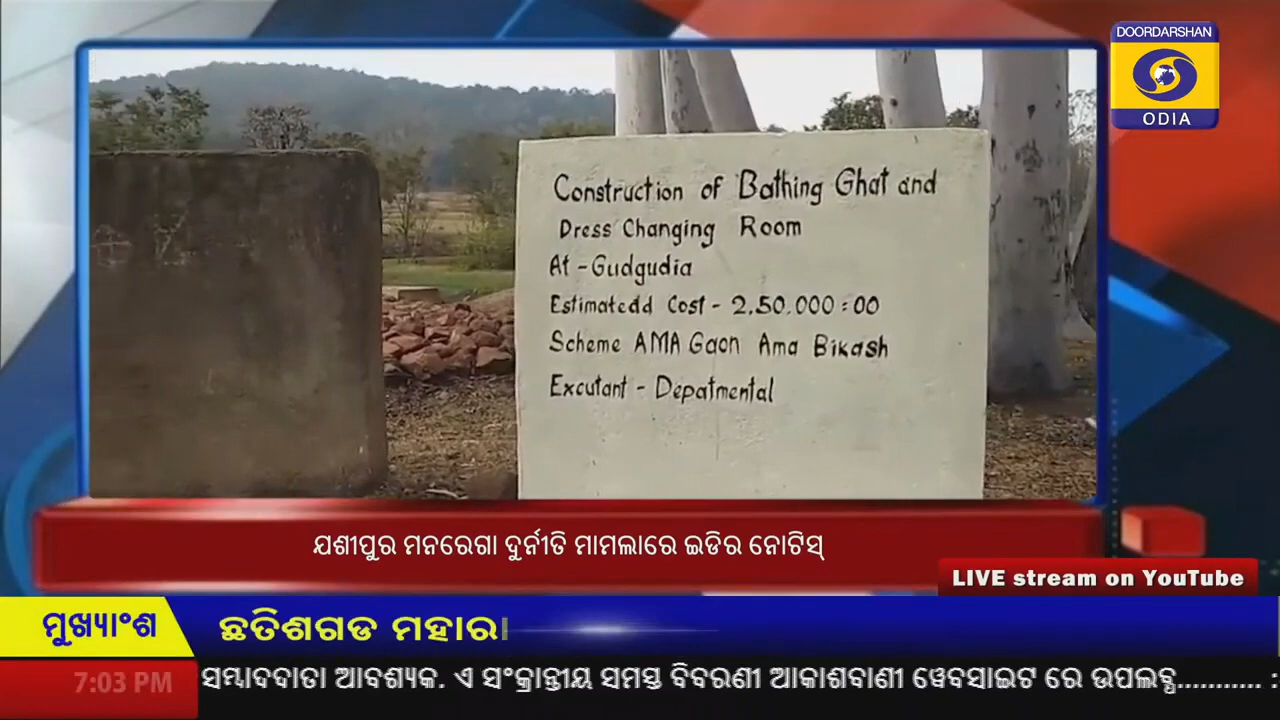 DOORDARSHAN
ODIA
Construction of Bathing Ghat and
Dress Changing Room
At - Gudgudia
Estimatedd Cost - 2,50,000:00
Scheme AMA Gaon Ama Bikash
Excutant - Depatmental
ଯଶୀପୁର ମନରେଗା ଦୁର୍ନୀତି ମାମଲାରେ ଇଡିର ନୋଟିସ୍
LIVE stream on YouTube
ମୁଖ୍ୟାଂଶ
ଛତିଶଗଡ ମହାରା
7:03 PM
ସମ୍ଭାଦଦାତା ଆବଶ୍ୟକ. ଏ ସଂକ୍ରାନ୍ତୀୟ ସମସ୍ତ ବିବରଣୀ ଆକାଶବାଣୀ ୱେବସାଇଟ ରେ ଉପଲବ୍ଧ........... :